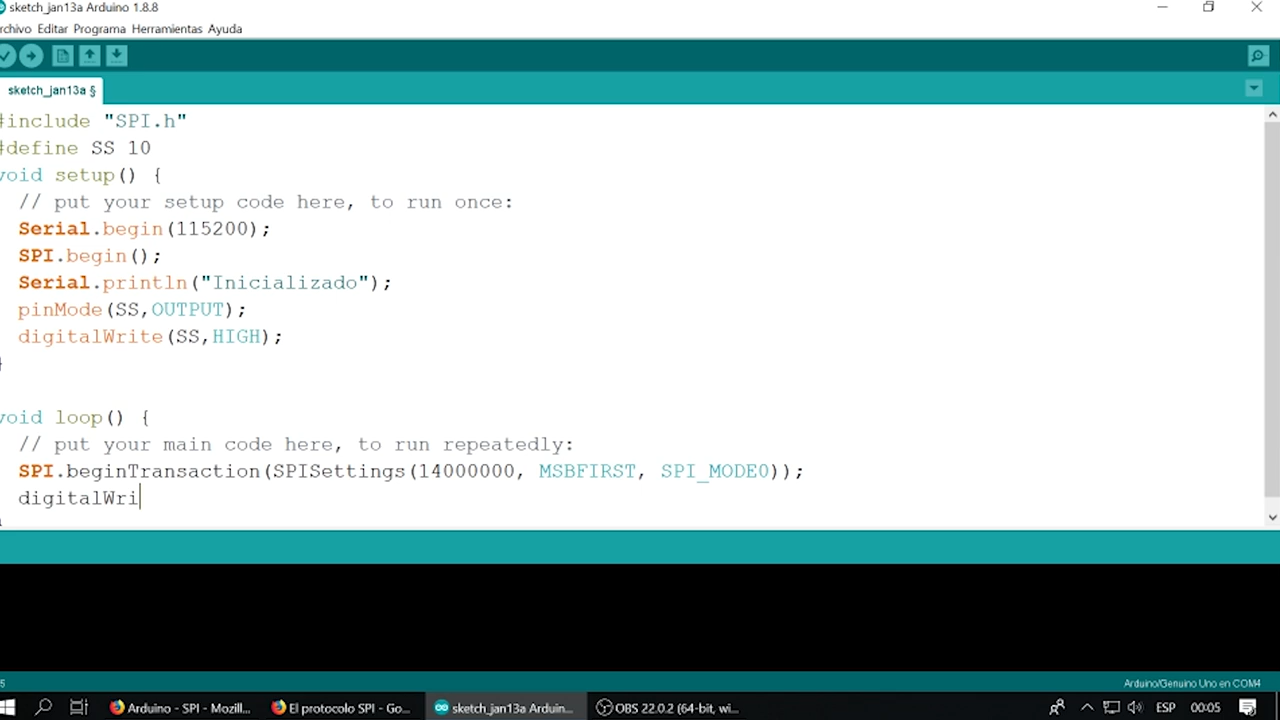 sketch_jan13a Arduino 1.8.8
rchivo Editar Programa Herramientas Ayuda
sketch_jan13a §
#include "SPI.h"
#define SS 10
void setup() {
// put your setup code here, to run once:
Serial.begin(115200);
SPI.begin();
Serial.println("Inicializado");
pinMode(SS,OUTPUT);
digitalWrite(SS,HIGH);
}
void loop() {
// put your main code here, to run repeatedly:
SPI.beginTransaction(SPISettings(14000000, MSBFIRST, SPI_MODE0));
digitalWri
5
Arduino/Genuino Uno en COM4
Arduino - SPI - Mozill...
El protocolo SPI - Go...
sketch_jan13a Arduin...
OBS 22.0.2 (64-bit, wi...
ESP
00:05